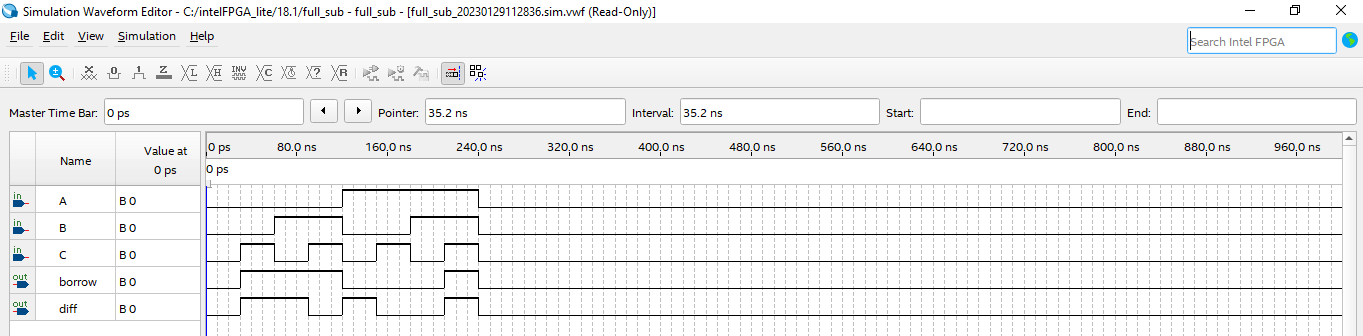 Simulation Waveform Editor - C:/intelFPGA_lite/18.1/full_sub - full_sub - [full_sub_20230129112836.sim.vwf (Read-Only)]
File Edit View Simulation Help
Search Intel FPGA
Master Time Bar: 0 ps Pointer: 35.2 ns Interval: 35.2 ns Start: End:
Name Value at 0 ps
0 ps 80.0 ns 160.0 ns 240.0 ns 320.0 ns 400.0 ns 480.0 ns 560.0 ns 640.0 ns 720.0 ns 800.0 ns 880.0 ns 960.0 ns
0 ps
in A B 0
in B B 0
in C B 0
out borrow B 0
out diff B 0